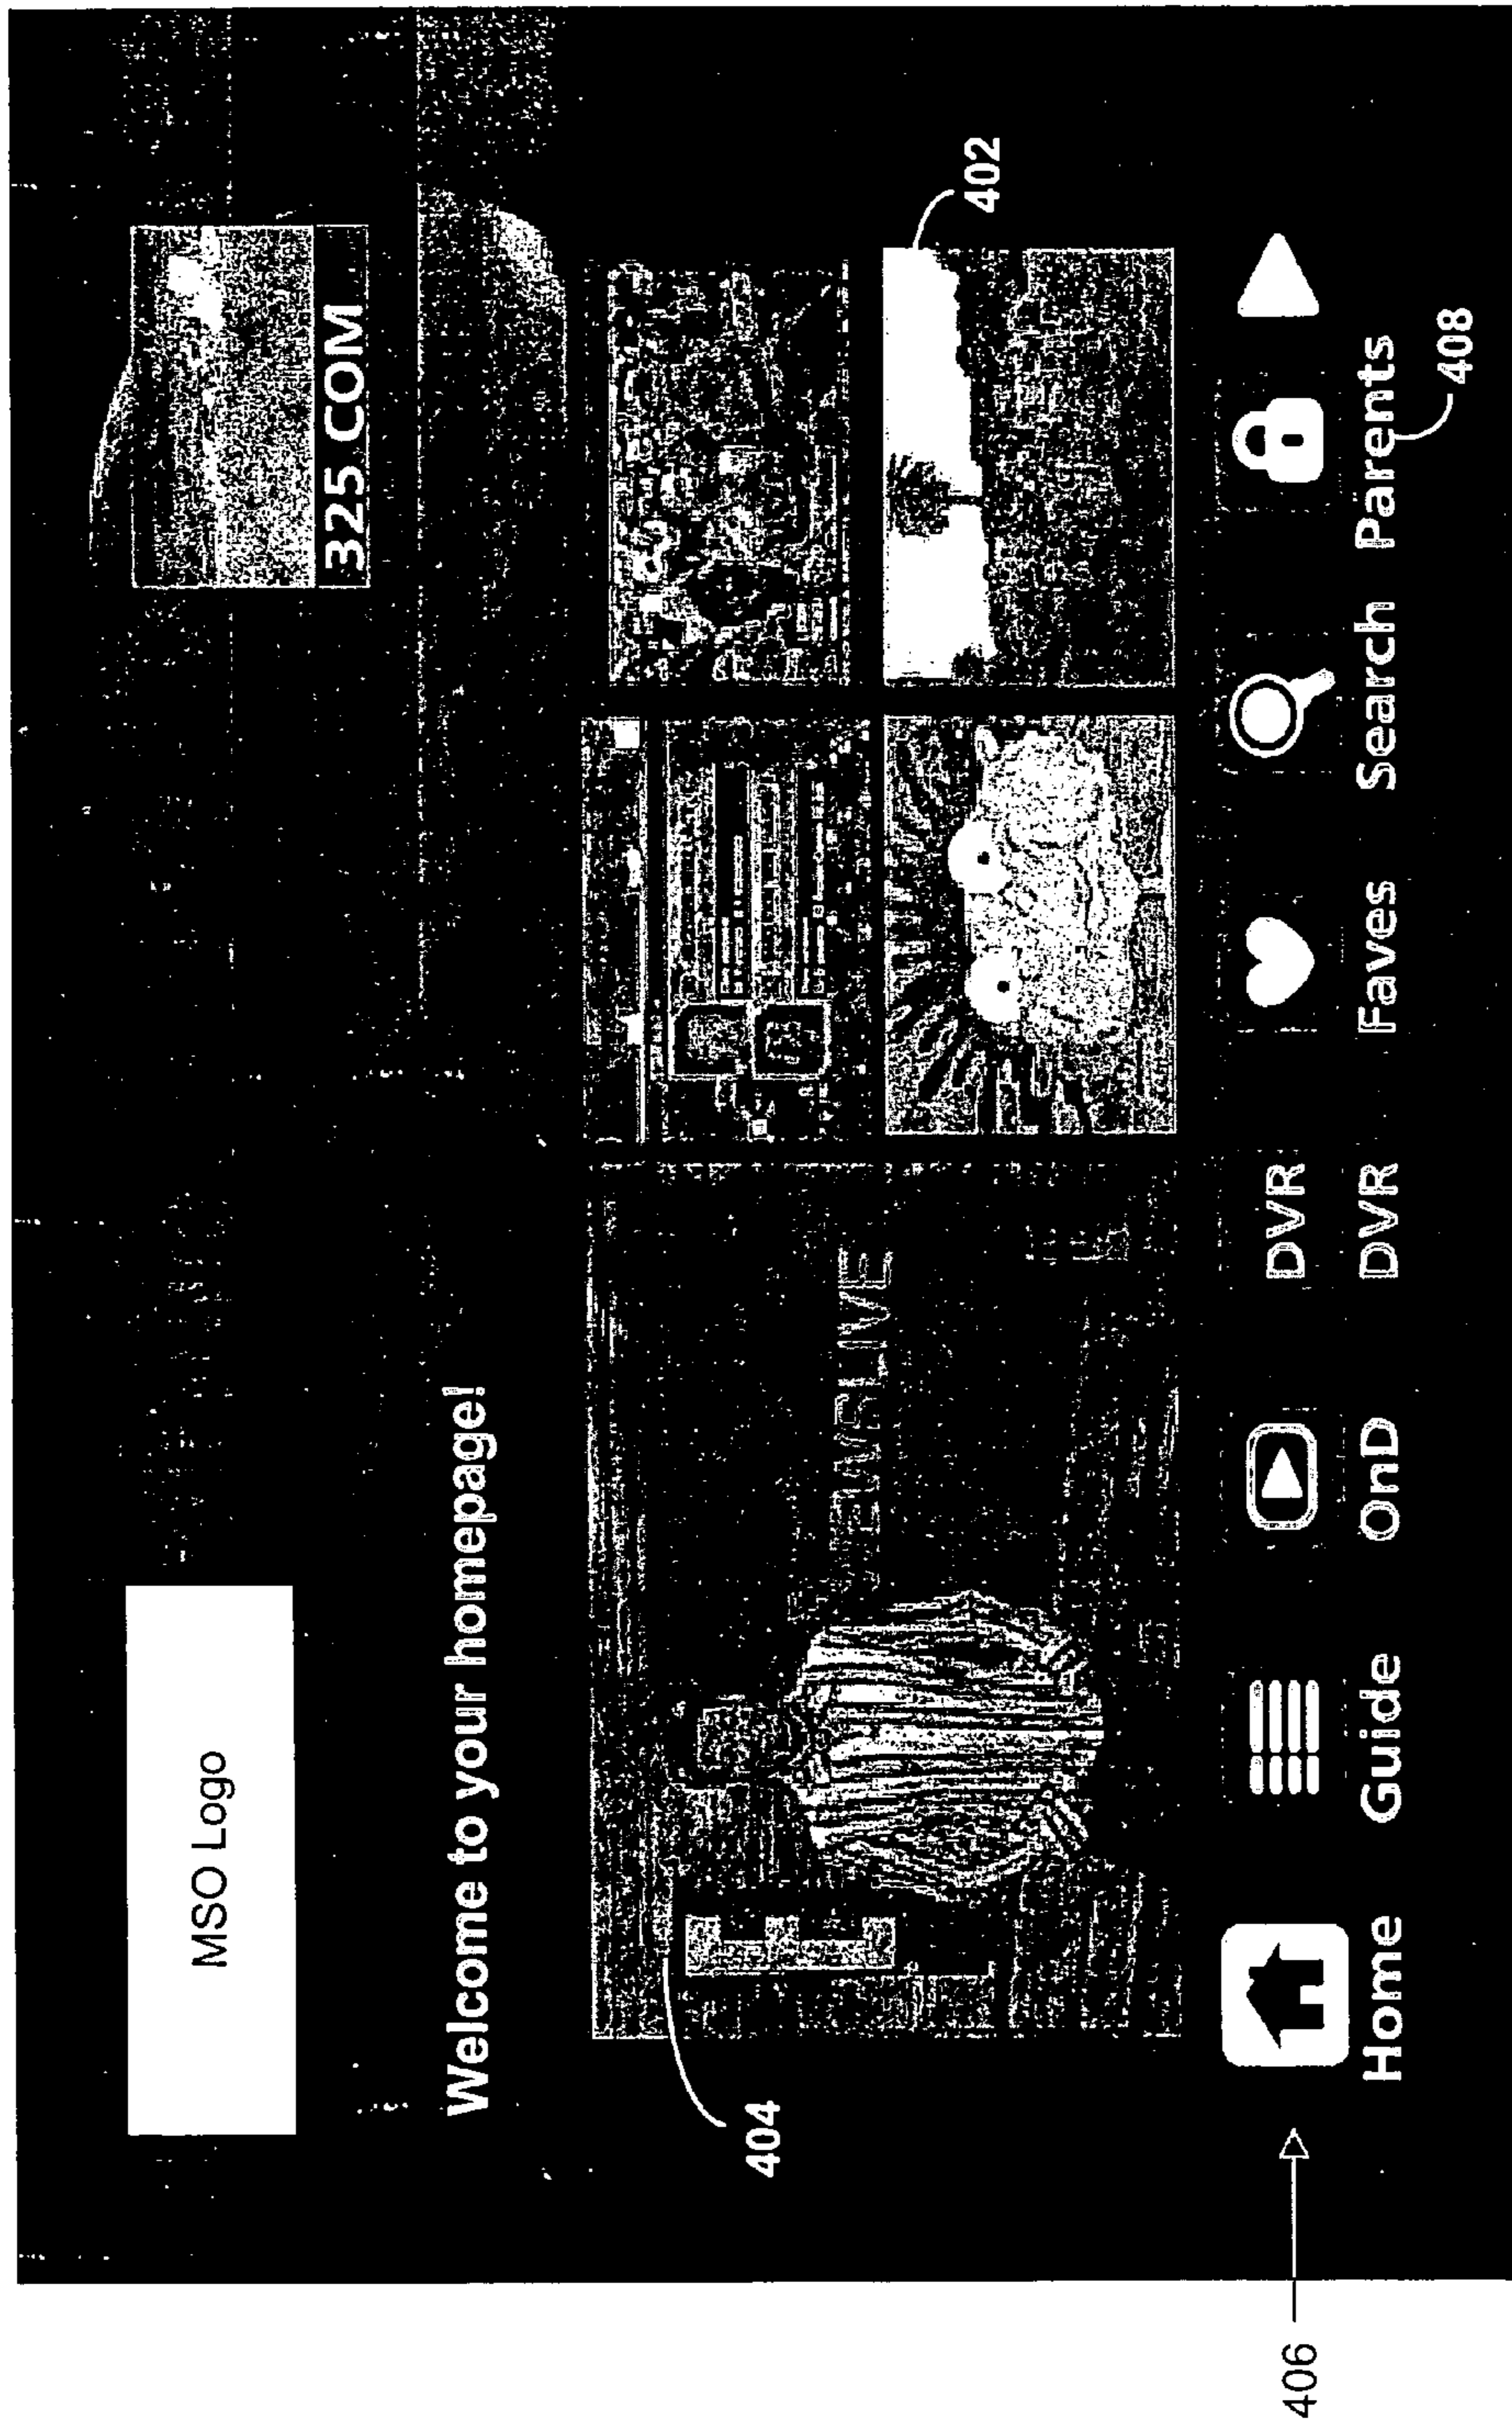 MSO Logo
325.COM
Welcome to your homepage!
404
402
406
DVR
Home Guide OnD DVR Faves Search Parents
408